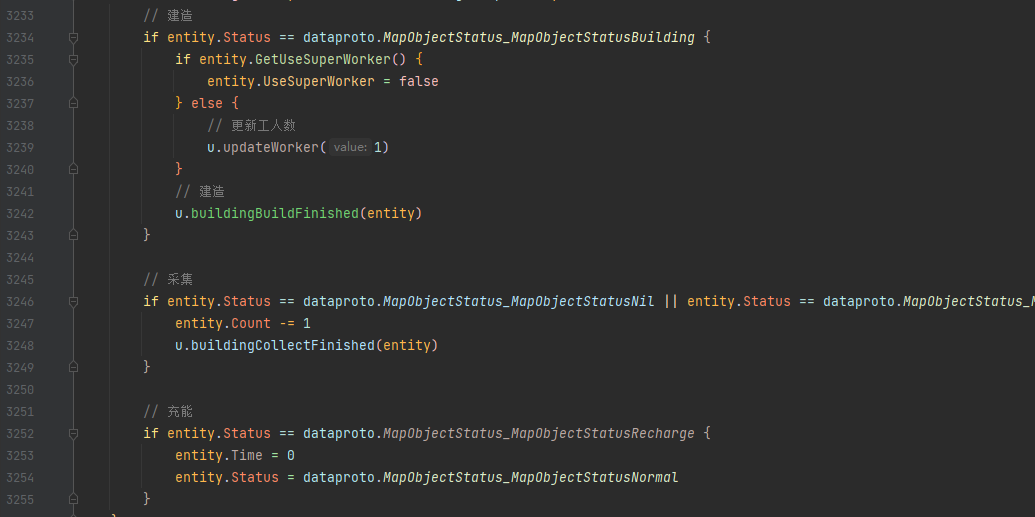 3233 // 建造
3234 if entity.Status == dataproto.MapObjectStatus_MapObjectStatusBuilding {
3235 if entity.GetUseSuperWorker() {
3236 entity.UseSuperWorker = false
3237 } else {
3238 // 更新工人数
3239 u.updateWorker( value: 1)
3240 }
3241 // 建造
3242 u.buildingBuildFinished(entity)
3243 }
3244
3245 // 采集
3246 if entity.Status == dataproto.MapObjectStatus_MapObjectStatusNil || entity.Status == dataproto.MapObjectStatus_M
3247 entity.Count -= 1
3248 u.buildingCollectFinished(entity)
3249 }
3250
3251 // 充能
3252 if entity.Status == dataproto.MapObjectStatus_MapObjectStatusRecharge {
3253 entity.Time = 0
3254 entity.Status = dataproto.MapObjectStatus_MapObjectStatusNormal
3255 }